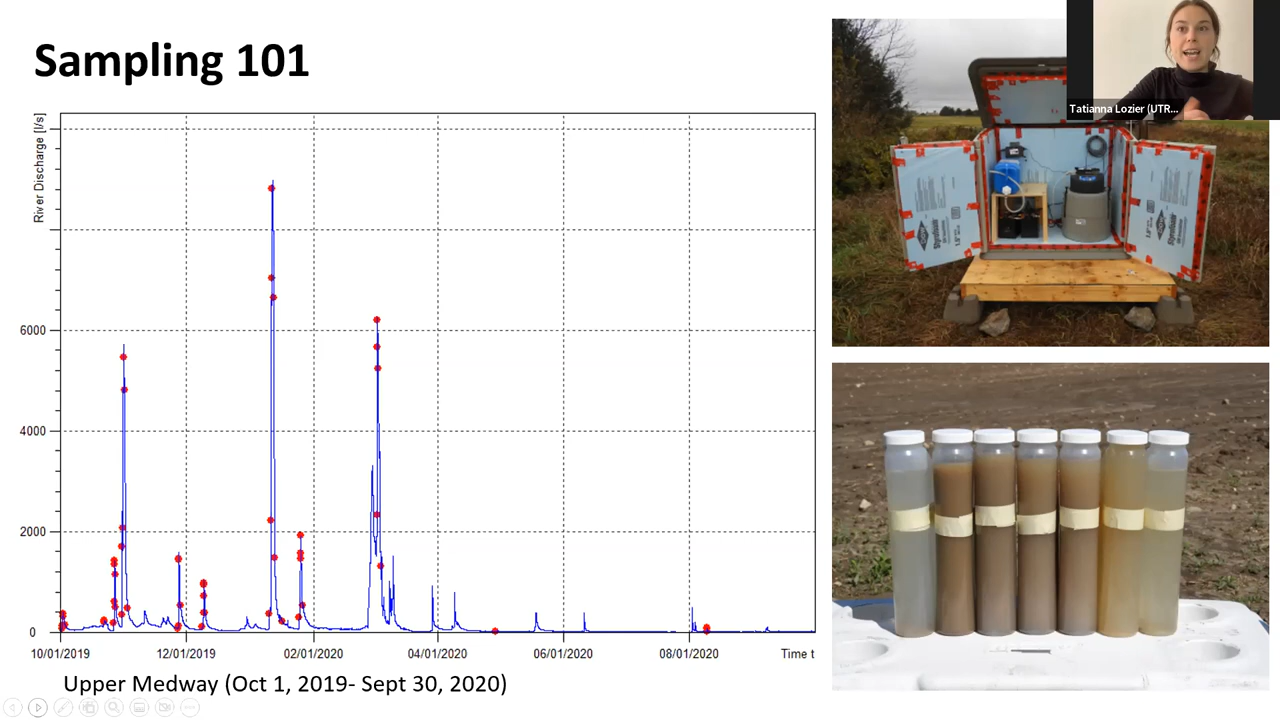 Sampling 101
Tatianna Lozier (UTR...
River Discharge [l/s]
6000
4000
2000
0
10/01/2019
12/01/2019
02/01/2020
04/01/2020
06/01/2020
08/01/2020
Time t
Upper Medway (Oct 1, 2019- Sept 30, 2020)
Styrofoam
Styrofoam